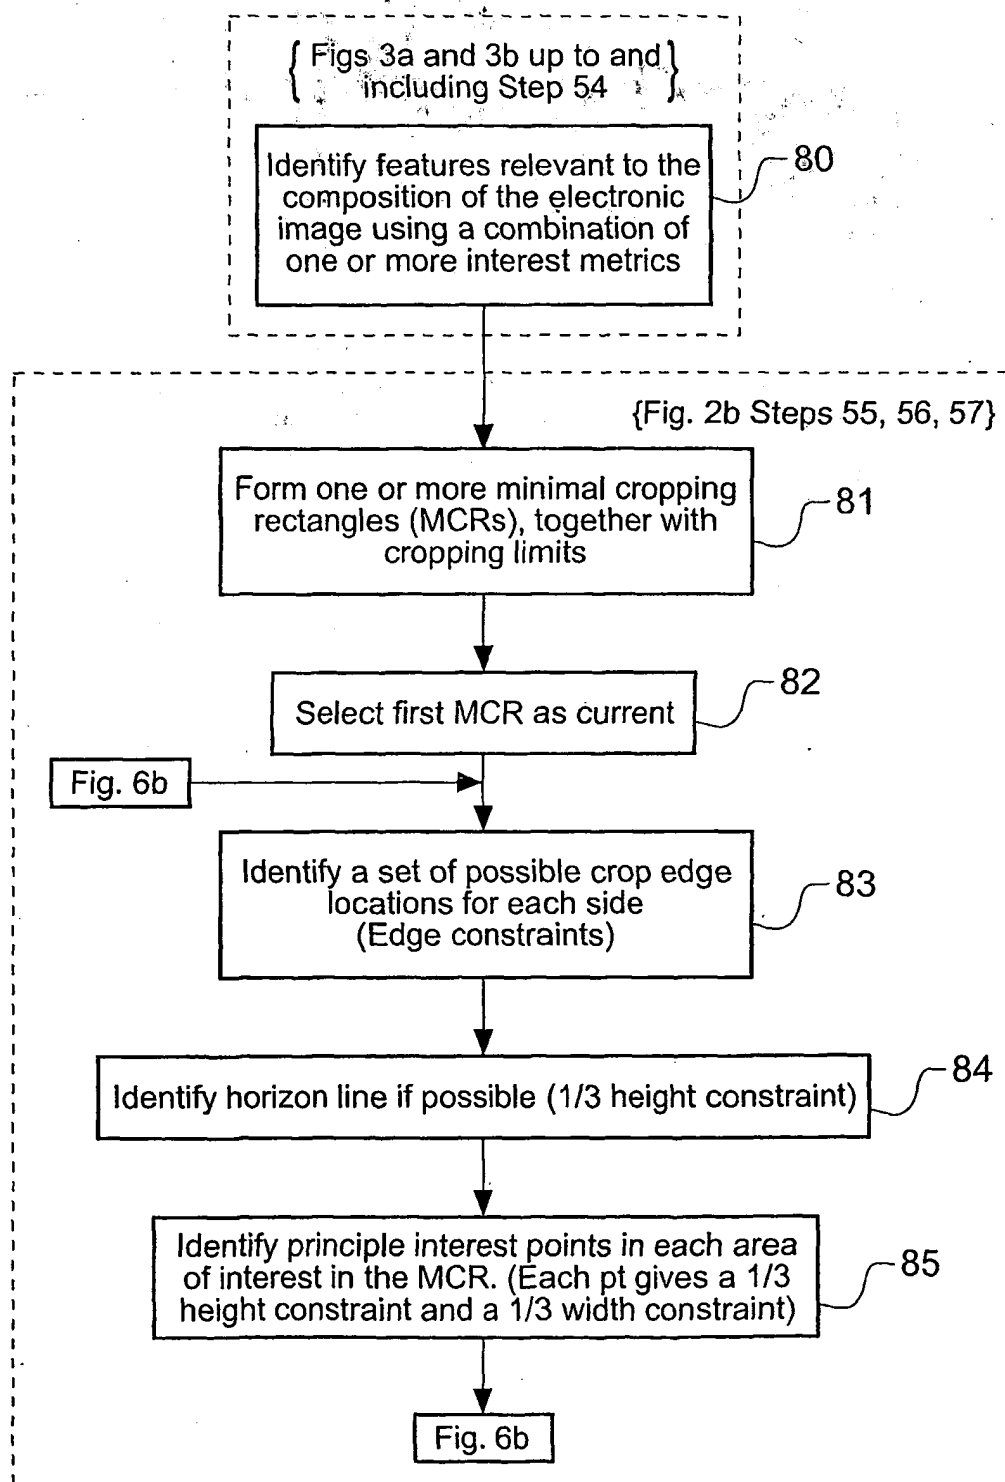 { Figs 3a and 3b up to and }
including Step 54
Identify features relevant to the
composition of the electronic
image using a combination of
one or more interest metrics
80
{Fig. 2b Steps 55, 56, 57}
Form one or more minimal cropping
rectangles (MCRs), together with
cropping limits
81
Select first MCR as current
82
Fig. 6b
Identify a set of possible crop edge
locations for each side
(Edge constraints)
83
Identify horizon line if possible (1/3 height constraint)
84
Identify principle interest points in each area
of interest in the MCR. (Each pt gives a 1/3
height constraint and a 1/3 width constraint)
85
Fig. 6b